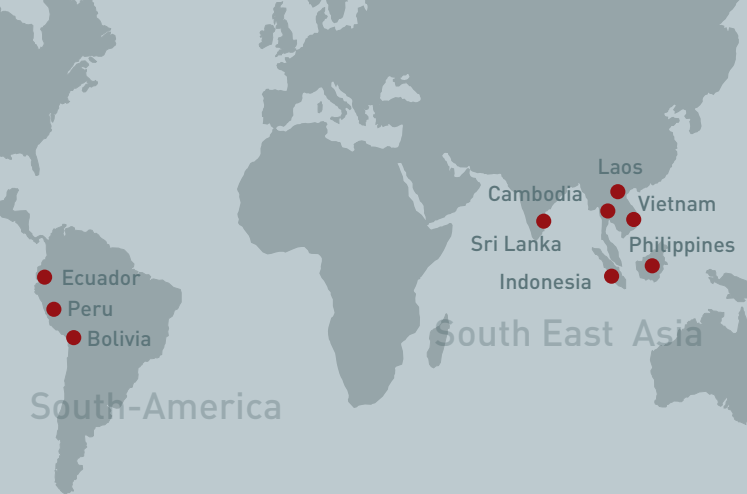 Laos
Cambodia
Vietnam
Sri Lanka
Philippines
Ecuador
Indonesia
Peru
Bolivia
South East Asia
South-America